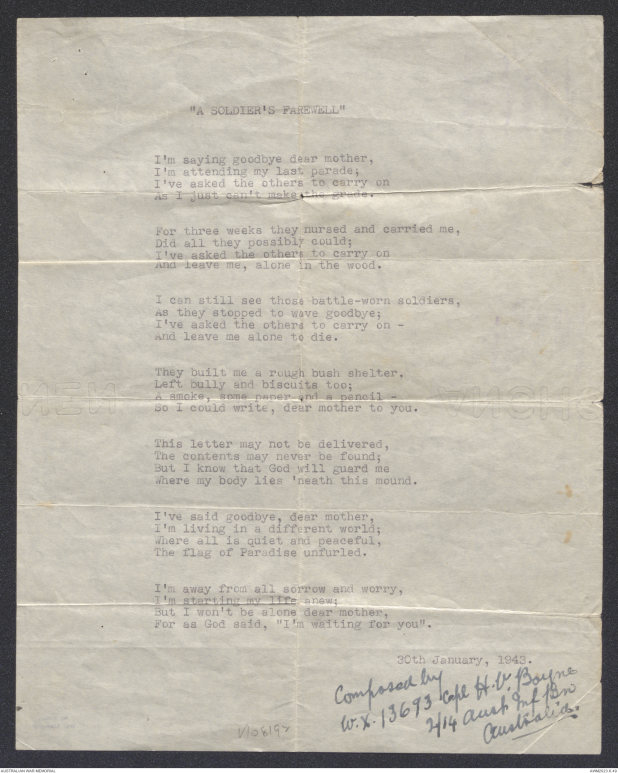 "A SOLDIER'S FAREWELL"
I'm saying goodbye dear mother,
I'm attending my last parade;
I've asked the others to carry on
As I just can't make the grade.
For three weeks they nursed and carried me,
Did all they possibly could;
I've asked the others to carry on
And leave me, alone in the wood.
I can still see those battle-worn soldiers,
As they stopped to wave goodbye;
I've asked the others to carry on -
And leave me alone to die.
They built me a rough bush shelter,
Left bully and biscuits too;
A smoke, some paper and a pencil -
So I could write, dear mother to you.
This letter may not be delivered,
The contents may never be found;
But I know that God will guard me
Where my body lies 'neath this mound.
I've said goodbye, dear mother,
I'm living in a different world;
Where all is quiet and peaceful,
The flag of Paradise unfurled.
I'm away from all sorrow and worry,
I'm starting my life anew;
But I won't be alone dear mother,
For as God said, "I'm waiting for you".
30th January, 1943.
Composed by
W.X. 13693 Cpl H.V Boyne
2/14 Aust Inf Bn
Australia.
AUSTRALIAN WAR MEMORIAL